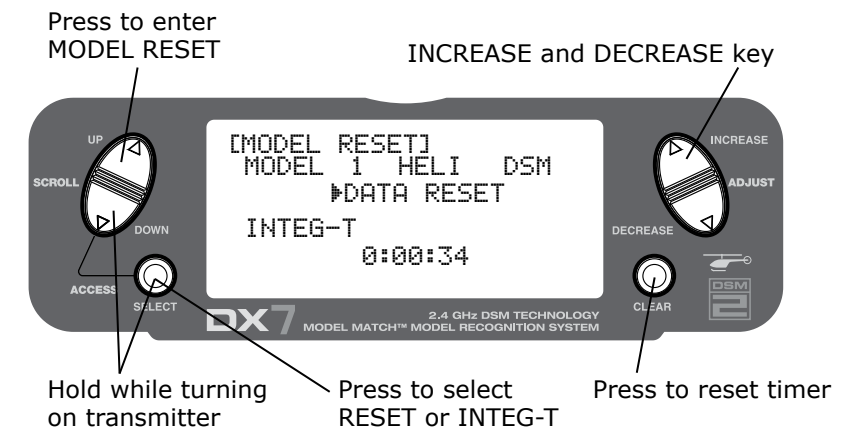 Press to enter
MODEL RESET
INCREASE and DECREASE key
UP
SCROLL
DOWN
ACCESS
SELECT
[MODEL RESET]
MODEL 1 HELI DSM
DATA RESET
INTEG-T
0:00:34
INCREASE
ADJUST
DECREASE
CLEAR
DSM
2
DX7
2.4 GHz DSM TECHNOLOGY
MODEL MATCH™ MODEL RECOGNITION SYSTEM
Hold while turning
on transmitter
Press to select
RESET or INTEG-T
Press to reset timer